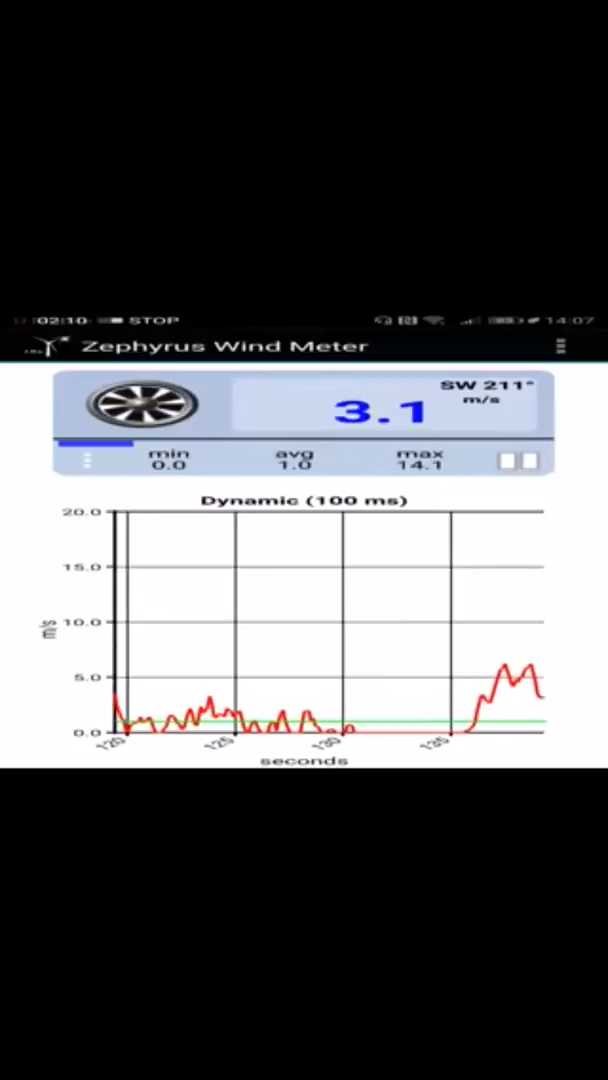 02:10 STOP 14:07
Zephyrus Wind Meter
SW 211°
3.1 m/s
min avg max
0.0 1.0 14.1
Dynamic (100 ms)
20.0
15.0
10.0
m/s
5.0
0.0
120 125 130 135
seconds